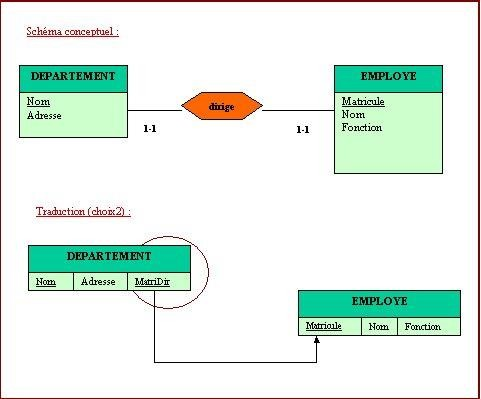 Schéma conceptuel :
DEPARTEMENT
Nom
Adresse
1-1
dirige
1-1
EMPLOYE
Matricule
Nom
Fonction
Traduction (choix2) :
DEPARTEMENT
Nom Adresse MatriDir
EMPLOYE
Matricule Nom Fonction